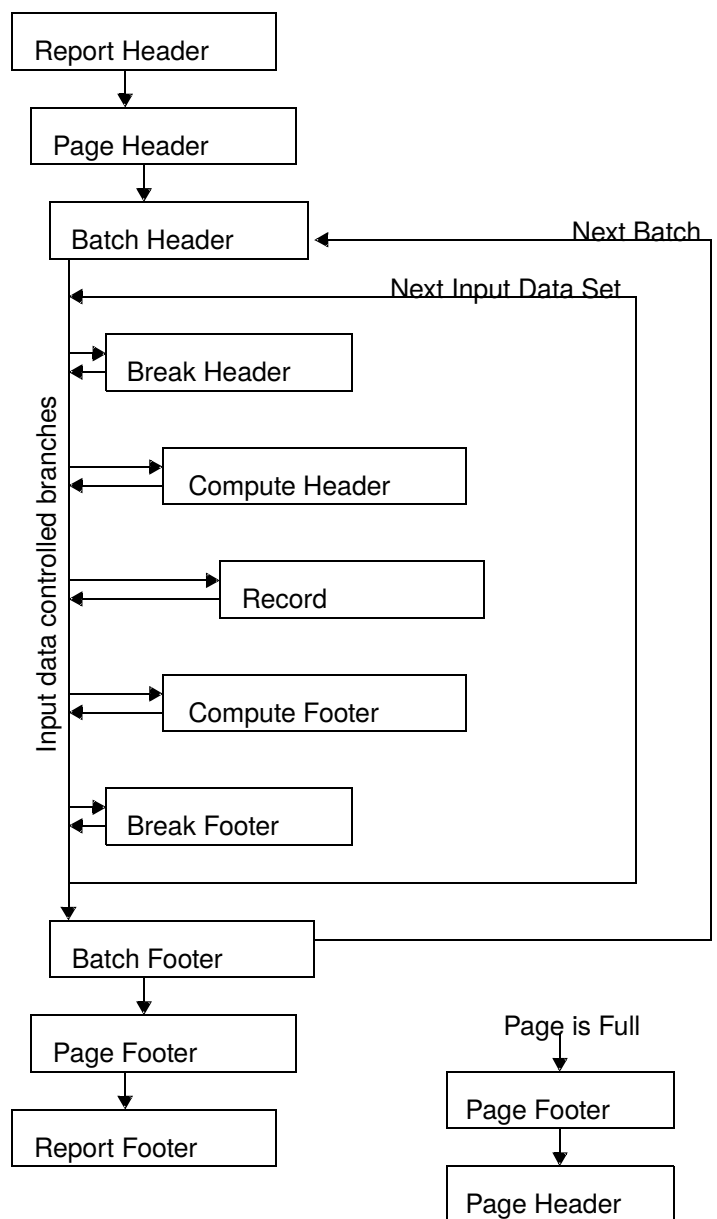 Report Header
Page Header
Batch Header
Next Batch
Next Input Data Set
Break Header
Compute Header
Input data controlled branches
Record
Compute Footer
Break Footer
Batch Footer
Page Footer
Report Footer
Page is Full
Page Footer
Page Header